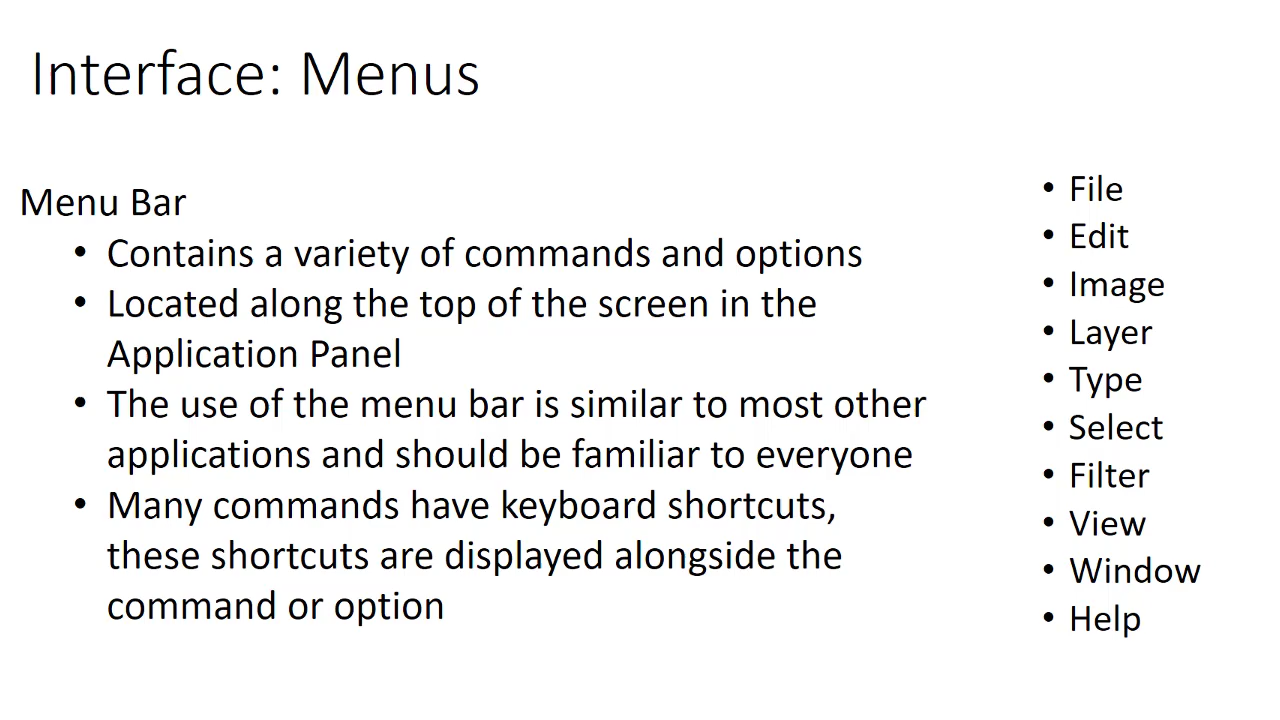 Interface: Menus
Menu Bar
• Contains a variety of commands and options
• Located along the top of the screen in the
Application Panel
• The use of the menu bar is similar to most other
applications and should be familiar to everyone
• Many commands have keyboard shortcuts,
these shortcuts are displayed alongside the
command or option
• File
• Edit
• Image
• Layer
• Type
• Select
• Filter
• View
• Window
• Help